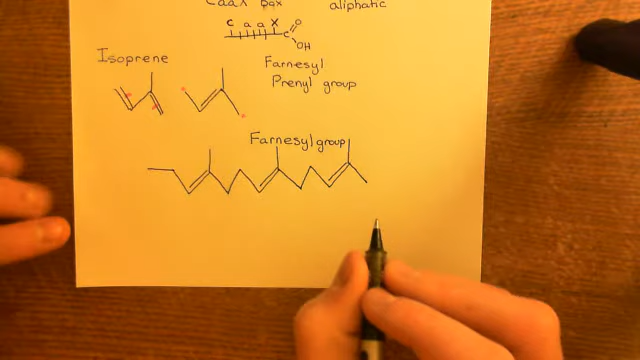 Caax box
aliphatic
C a a X
O
C
OH
Isoprene
Farnesyl
Prenyl group
Farnesyl group